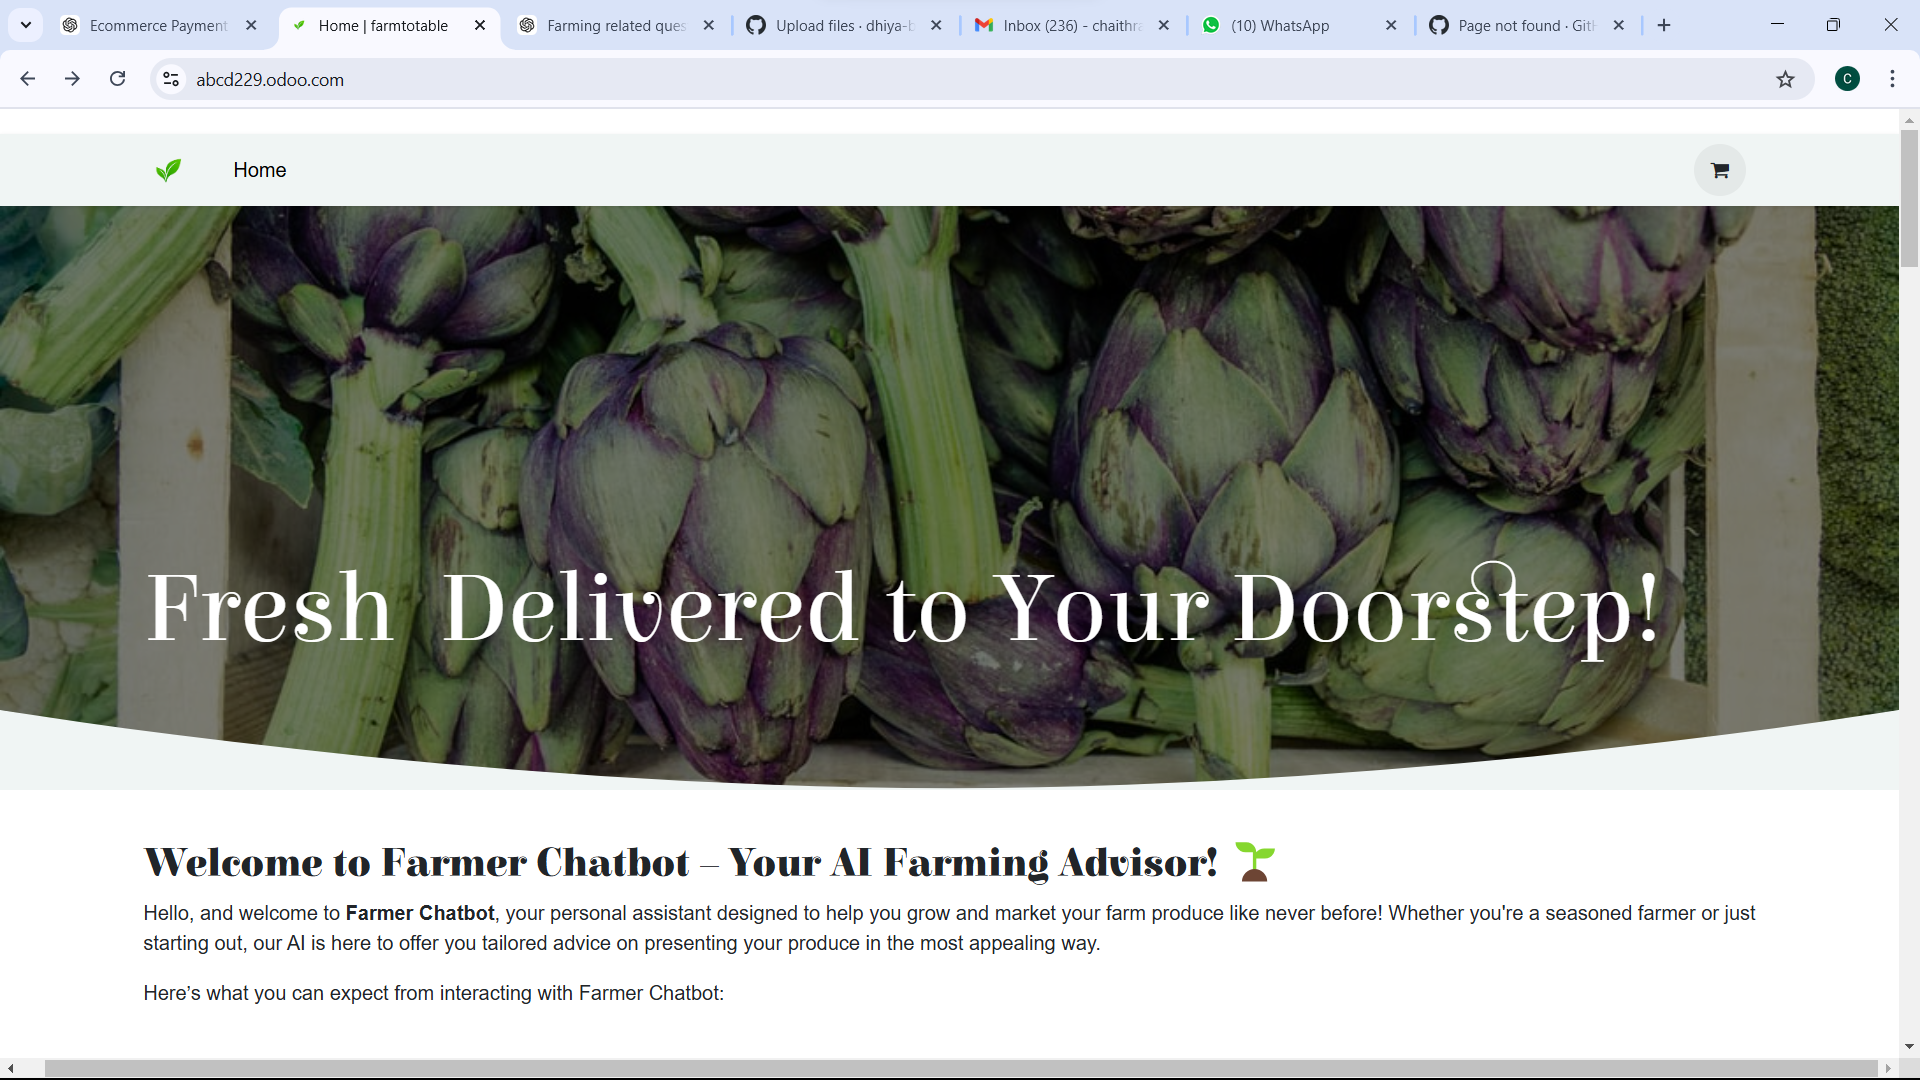 Ecommerce Payment
Home | farmtotable
Farming related ques
Upload files · dhiya-b
Inbox (236) - chaithra
(10) WhatsApp
Page not found · Git
abcd229.odoo.com
C
Home
Fresh Delivered to Your Doorstep!
Welcome to Farmer Chatbot – Your AI Farming Advisor!
Hello, and welcome to Farmer Chatbot, your personal assistant designed to help you grow and market your farm produce like never before! Whether you're a seasoned farmer or just
starting out, our AI is here to offer you tailored advice on presenting your produce in the most appealing way.
Here’s what you can expect from interacting with Farmer Chatbot: